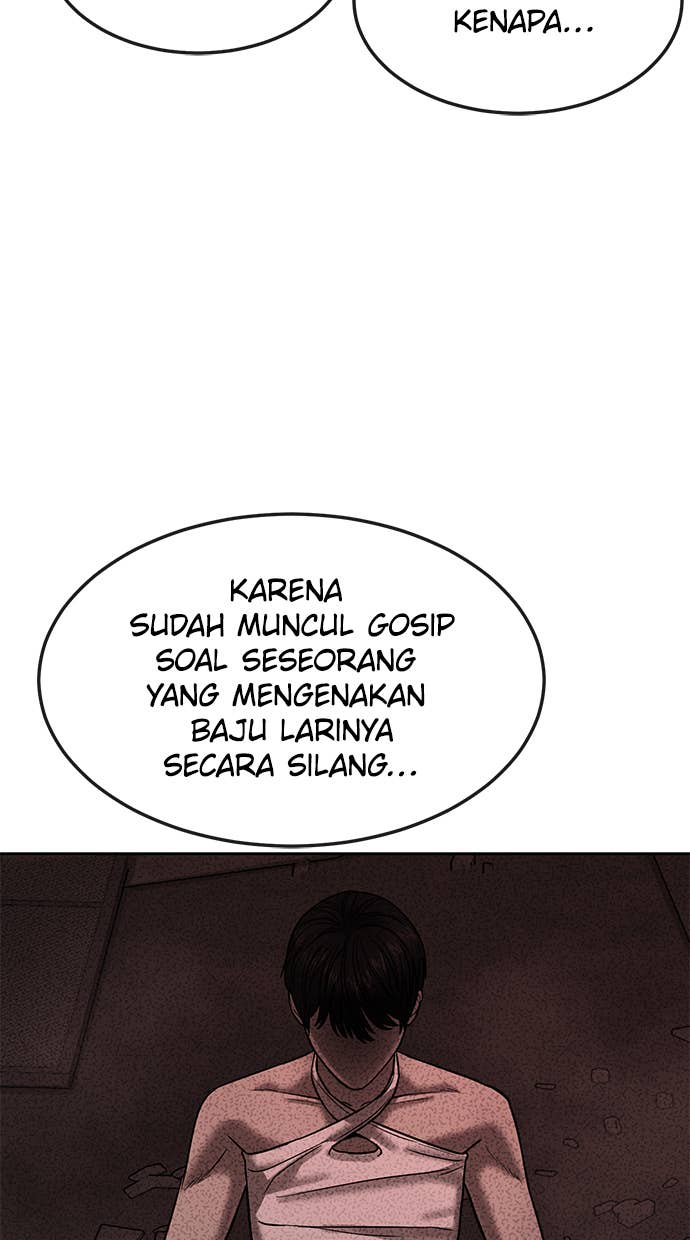 KENAPA...
KARENA
SUDAH MUNCUL GOSIP
SOAL SESEORANG
YANG MENGENAKAN
BAJU LARINYA
SECARA SILANG...